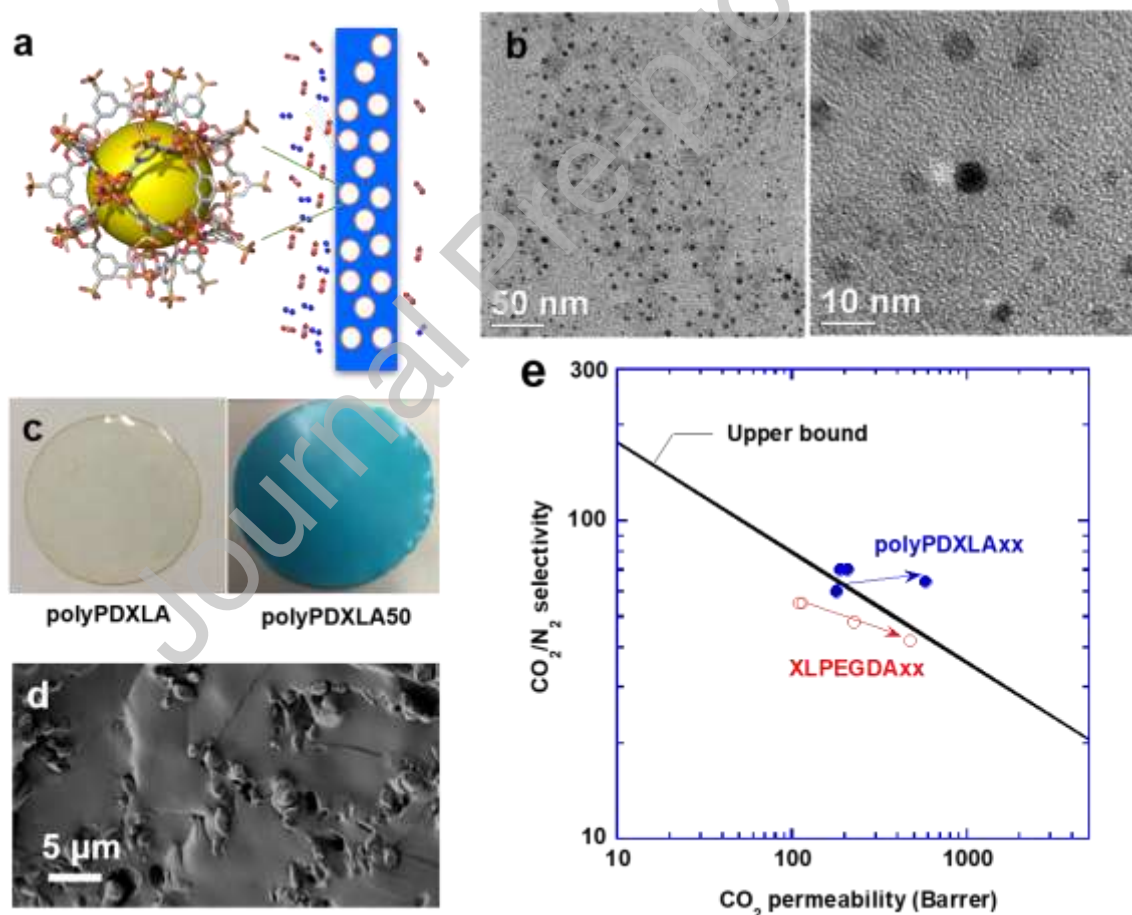 a
b
50 nm
10 nm
c
polyPDXLA
polyPDXLA50
d
5 µm
e
300
100
10
CO2/N2 selectivity
Upper bound
polyPDXLAxx
XLPEGDAxx
10
100
1000
CO2 permeability (Barrer)
Journal Pre-pro